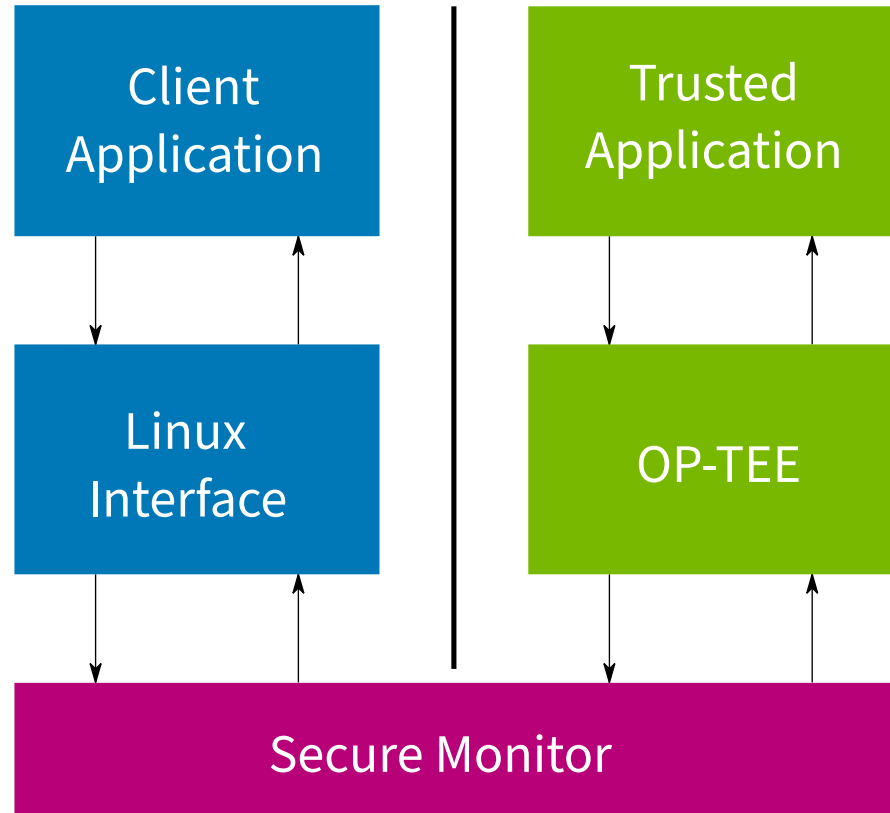 Client
Application
Trusted
Application
Linux
Interface
OP-TEE
Secure Monitor